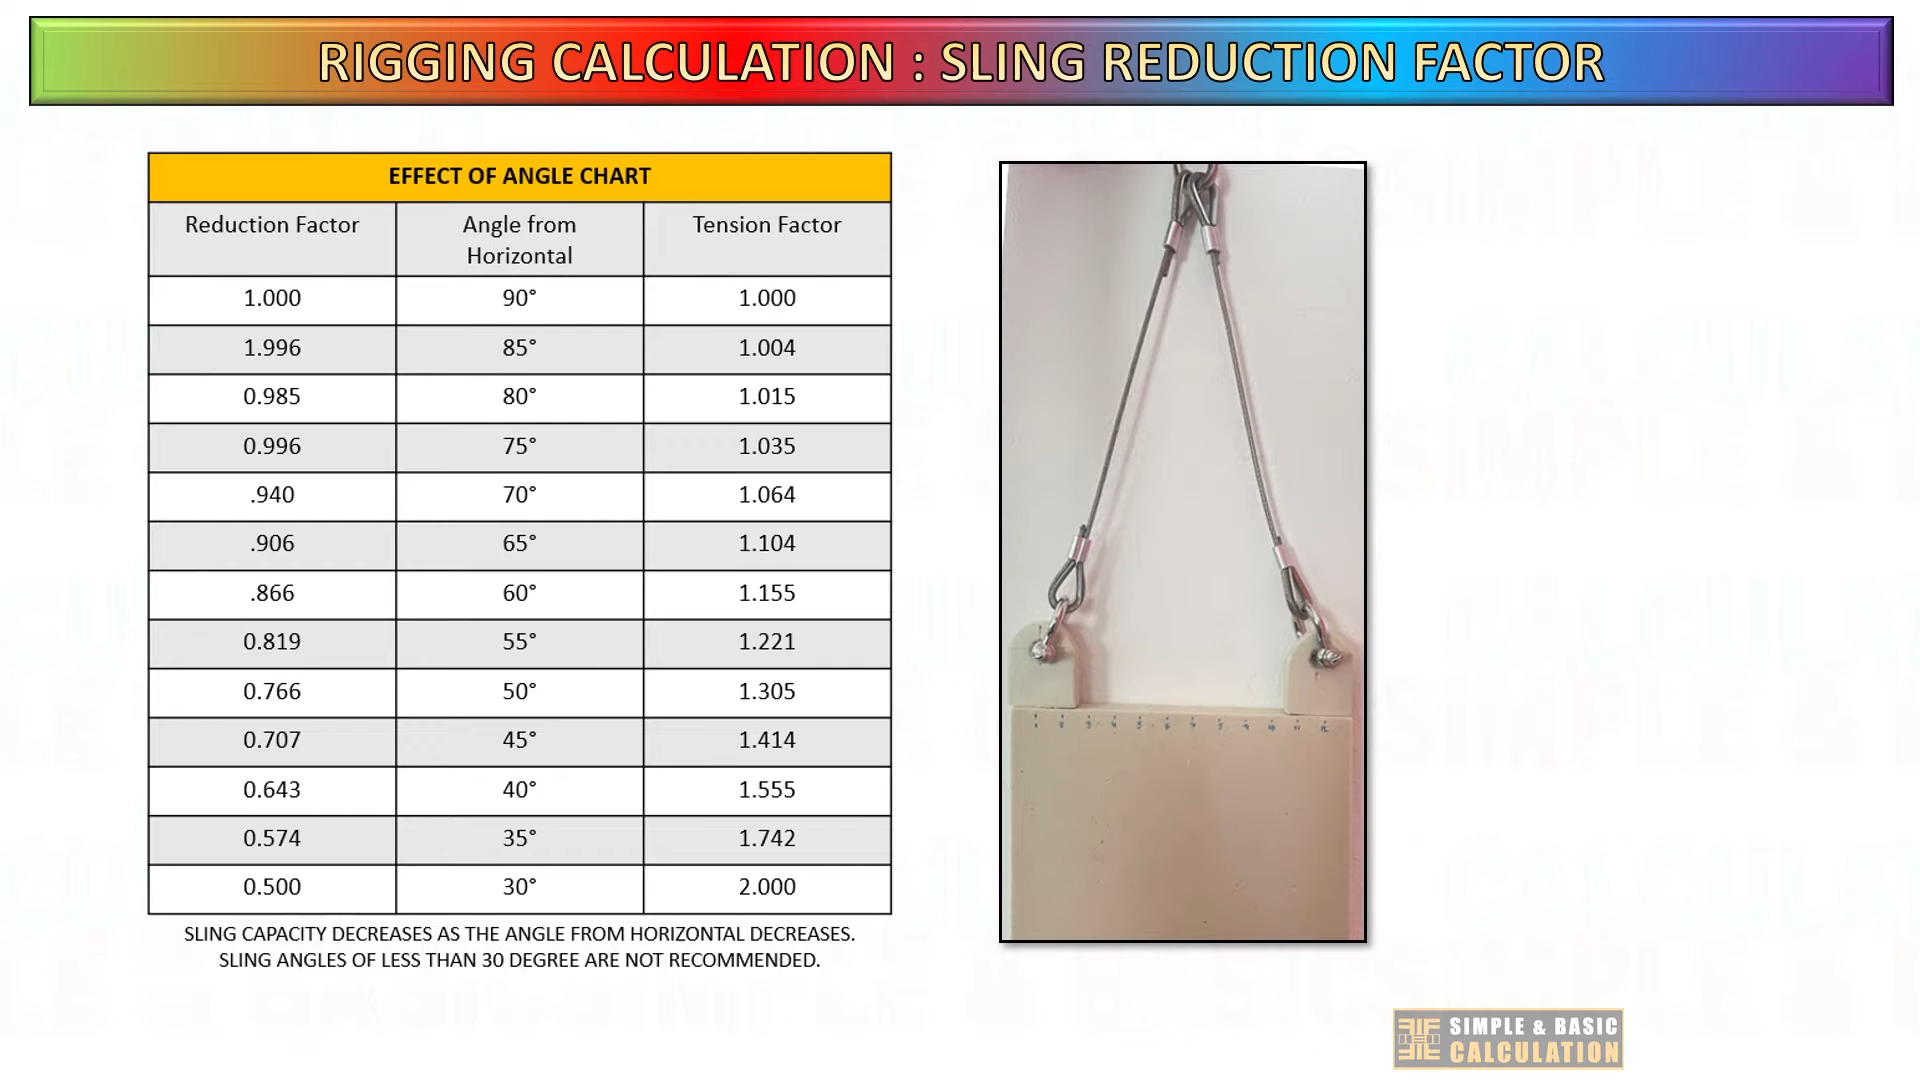 RIGGING CALCULATION : SLING REDUCTION FACTOR
EFFECT OF ANGLE CHART
Reduction Factor Angle from Horizontal Tension Factor
1.000 90° 1.000
1.996 85° 1.004
0.985 80° 1.015
0.996 75° 1.035
.940 70° 1.064
.906 65° 1.104
.866 60° 1.155
0.819 55° 1.221
0.766 50° 1.305
0.707 45° 1.414
0.643 40° 1.555
0.574 35° 1.742
0.500 30° 2.000
SLING CAPACITY DECREASES AS THE ANGLE FROM HORIZONTAL DECREASES.
SLING ANGLES OF LESS THAN 30 DEGREE ARE NOT RECOMMENDED.
SIMPLE & BASIC
CALCULATION